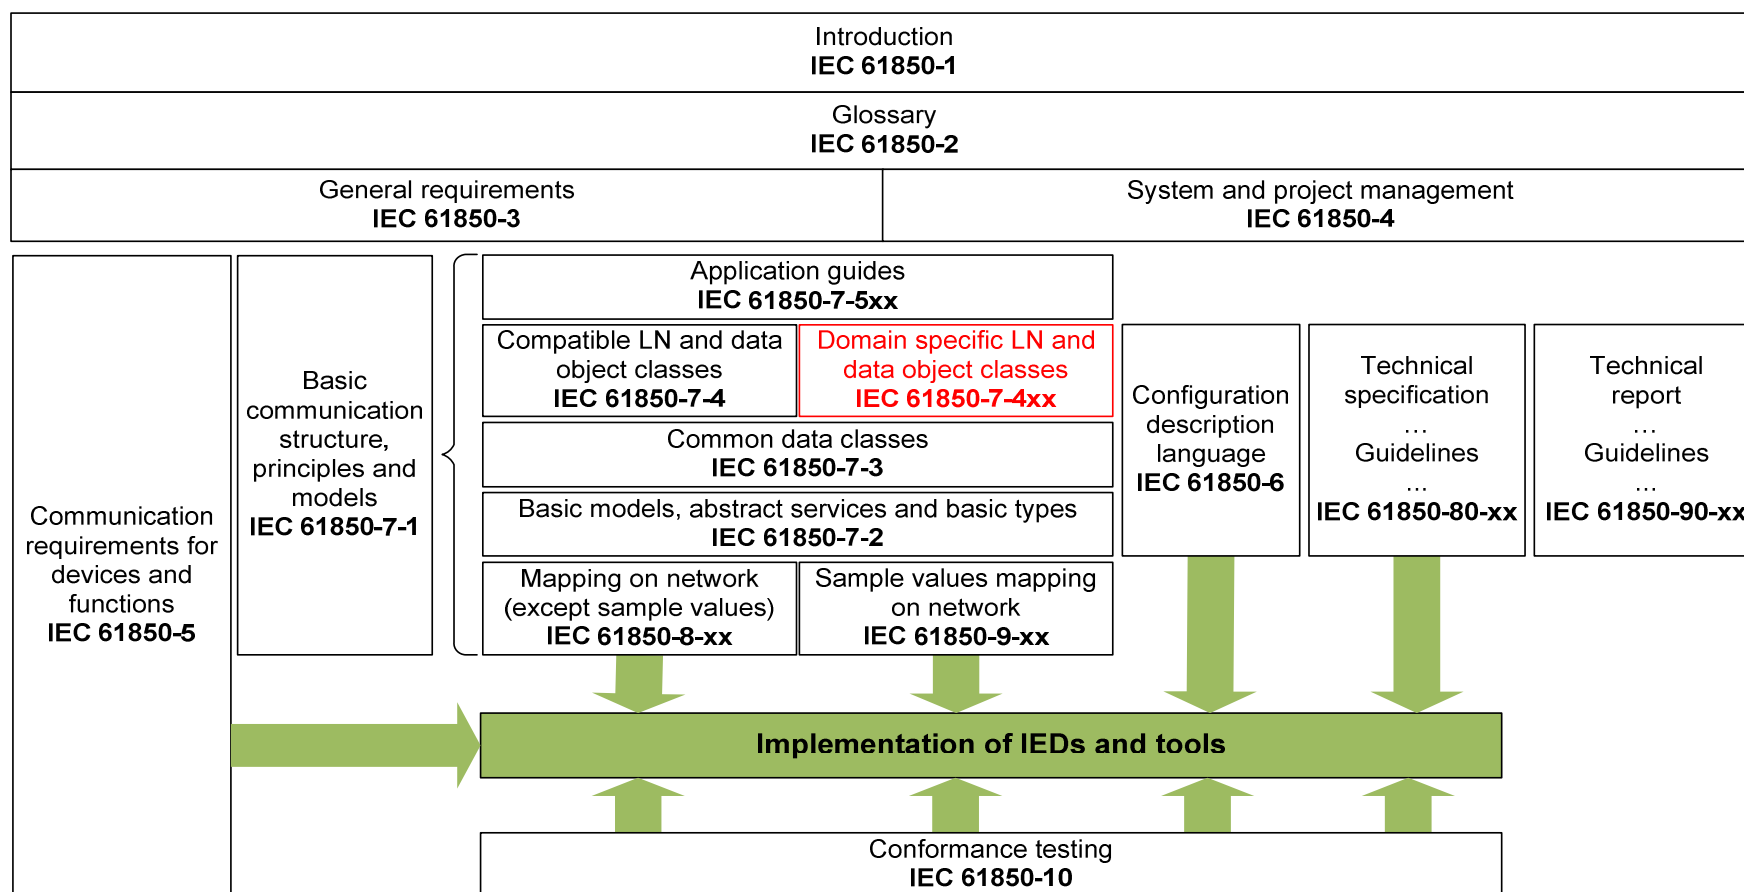 Introduction
IEC 61850-1
Glossary
IEC 61850-2
General requirements
IEC 61850-3
System and project management
IEC 61850-4
Communication
requirements for
devices and
functions
IEC 61850-5
Basic
communication
structure,
principles and
models
IEC 61850-7-1
Application guides
IEC 61850-7-5xx
Compatible LN and data
object classes
IEC 61850-7-4
Domain specific LN and
data object classes
IEC 61850-7-4xx
Common data classes
IEC 61850-7-3
Basic models, abstract services and basic types
IEC 61850-7-2
Mapping on network
(except sample values)
IEC 61850-8-xx
Sample values mapping
on network
IEC 61850-9-xx
Configuration
description
language
IEC 61850-6
Technical
specification
…
Guidelines
…
IEC 61850-80-xx
Technical
report
…
Guidelines
…
IEC 61850-90-xx
Implementation of IEDs and tools
Conformance testing
IEC 61850-10